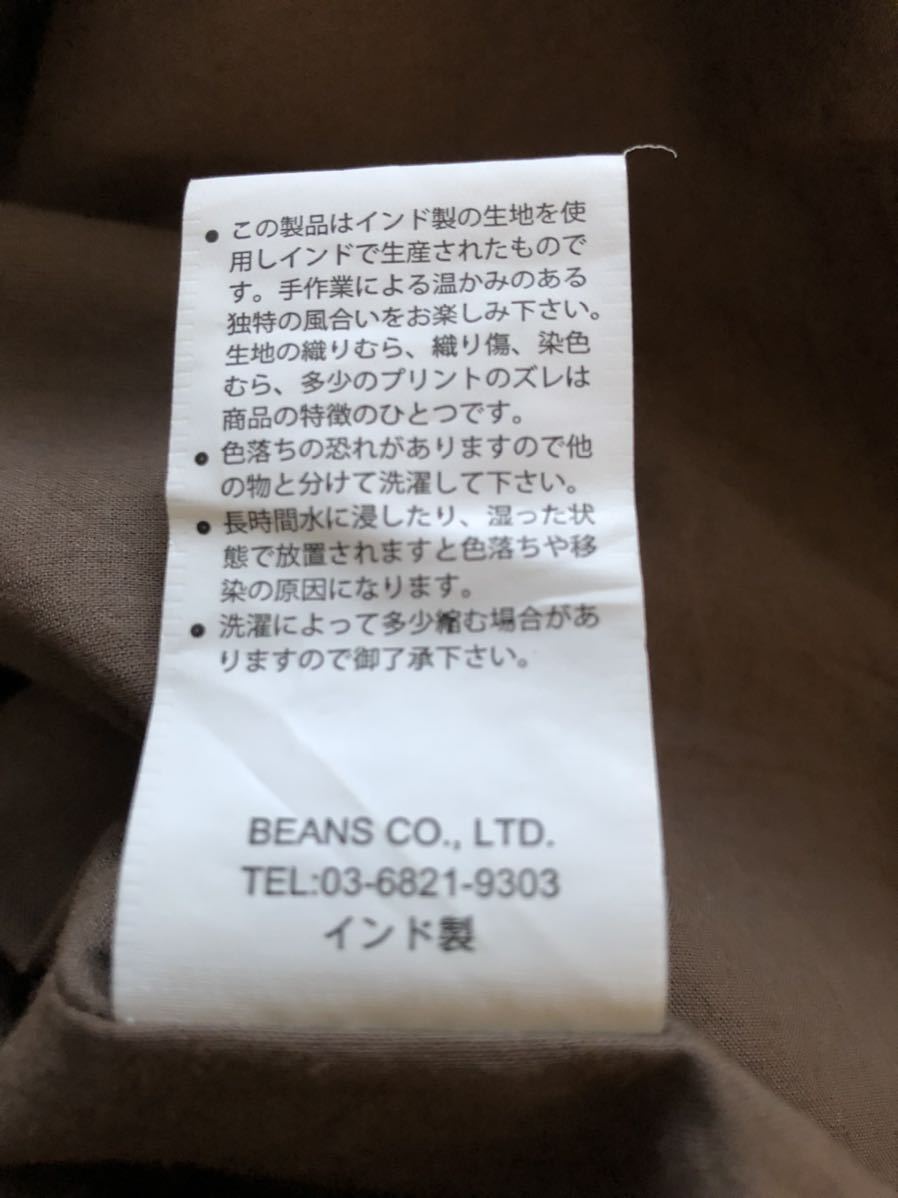 ● この製品はインド製の生地を使
用しインドで生産されたもので
す。手作業による温かみのある
独特の風合いをお楽しみ下さい。
生地の織りむら、織り傷、染色
むら、多少のプリントのズレは
商品の特徴のひとつです。
● 色落ちの恐れがありますので他
の物と分けて洗濯して下さい。
● 長時間水に浸したり、湿った状
態で放置されますと色落ちや移
染の原因になります。
● 洗濯によって多少縮む場合があ
りますので御了承下さい。
BEANS CO., LTD.
TEL:03-6821-9303
インド製